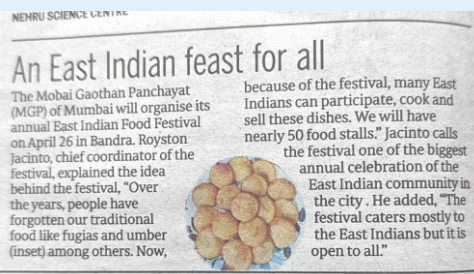 NEHRU SCIENCE CENTRE
An East Indian feast for all
The Mobai Gaothan Panchayat
(MGP) of Mumbai will organise its
annual East Indian Food Festival
on April 26 in Bandra. Royston
Jacinto, chief coordinator of the
festival, explained the idea
behind the festival, "Over
the years, people have
forgotten our traditional
food like fugias and umber
(inset) among others. Now,
because of the festival, many East
Indians can participate, cook and
sell these dishes. We will have
nearly 50 food stalls." Jacinto calls
the festival one of the biggest
annual celebration of the
East Indian community in
the city . He added, "The
festival caters mostly to
the East Indians but it is
open to all."